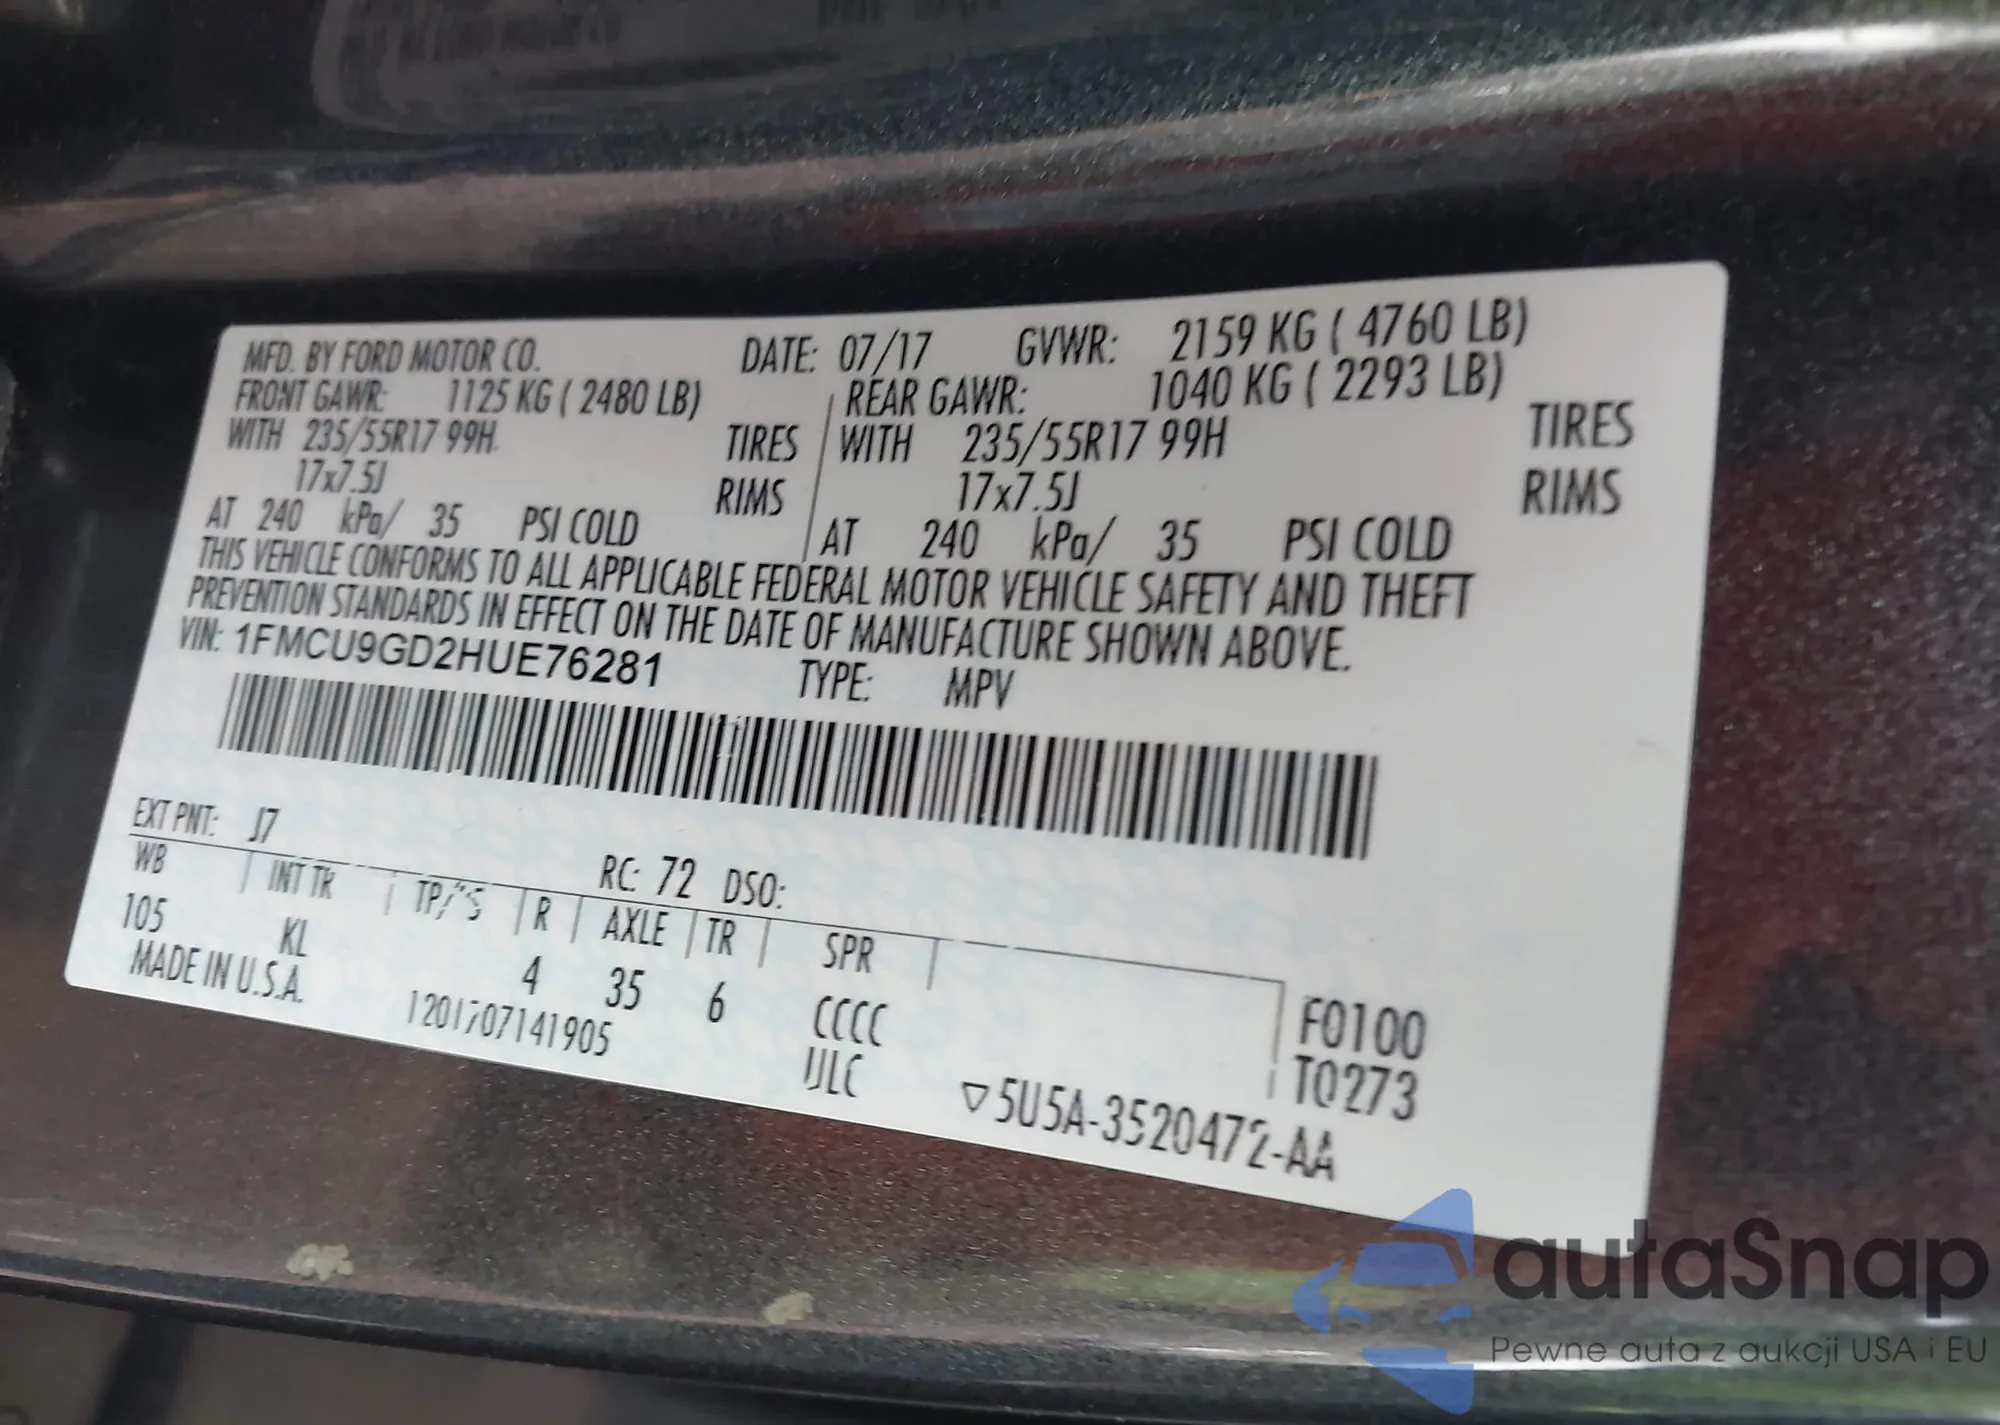 MFD. BY FORD MOTOR CO. DATE: 07/17 GVWR: 2159 KG ( 4760 LB)
FRONT GAWR: 1125 KG ( 2480 LB) REAR GAWR: 1040 KG ( 2293 LB)
WITH 235/55R17 99H TIRES WITH 235/55R17 99H TIRES
17x7.5J RIMS 17x7.5J RIMS
AT 240 kPa/ 35 PSI COLD AT 240 kPa/ 35 PSI COLD
THIS VEHICLE CONFORMS TO ALL APPLICABLE FEDERAL MOTOR VEHICLE SAFETY AND THEFT
PREVENTION STANDARDS IN EFFECT ON THE DATE OF MANUFACTURE SHOWN ABOVE.
VIN: 1FMCU9GD2HUE76281 TYPE: MPV
EXT PNT: J7 RC: 72 DSO:
WB INT TR TP/PS R AXLE TR SPR
105 KL 4 35 6 CCCC F0100
MADE IN U.S.A. 1201707141905 ULC T0273
▽5U5A-3520472-AA
autaSnap
Pewne auta z aukcji USA i EU